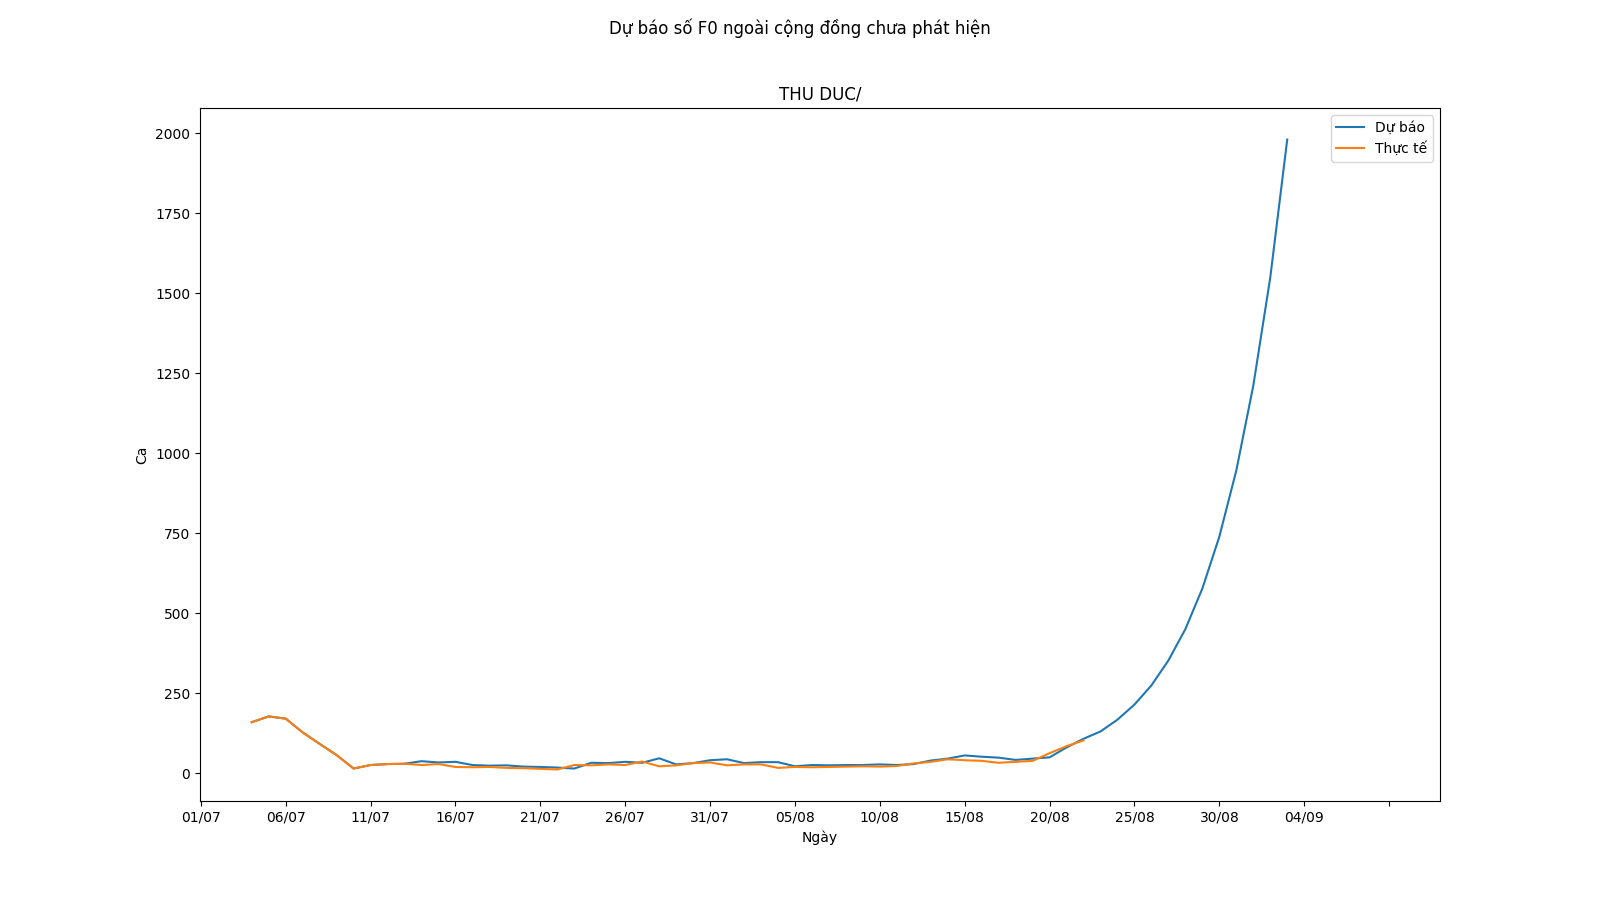 Dự báo số F0 ngoài cộng đồng chưa phát hiện
THU DUC/
Dự báo
Thực tế
2000
1750
1500
1250
1000
750
500
250
0
Ca
01/07 06/07 11/07 16/07 21/07 26/07 31/07 05/08 10/08 15/08 20/08 25/08 30/08 04/09
Ngày